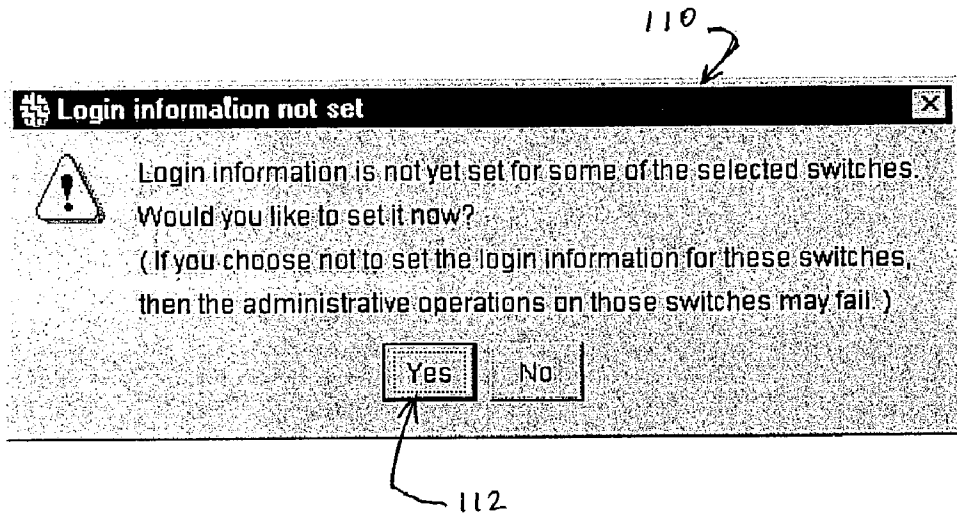 110
Login information not set
Login information is not yet set for some of the selected switches.
Would you like to set it now?
(If you choose not to set the login information for these switches,
then the administrative operations on those switches may fail.)
Yes No
112